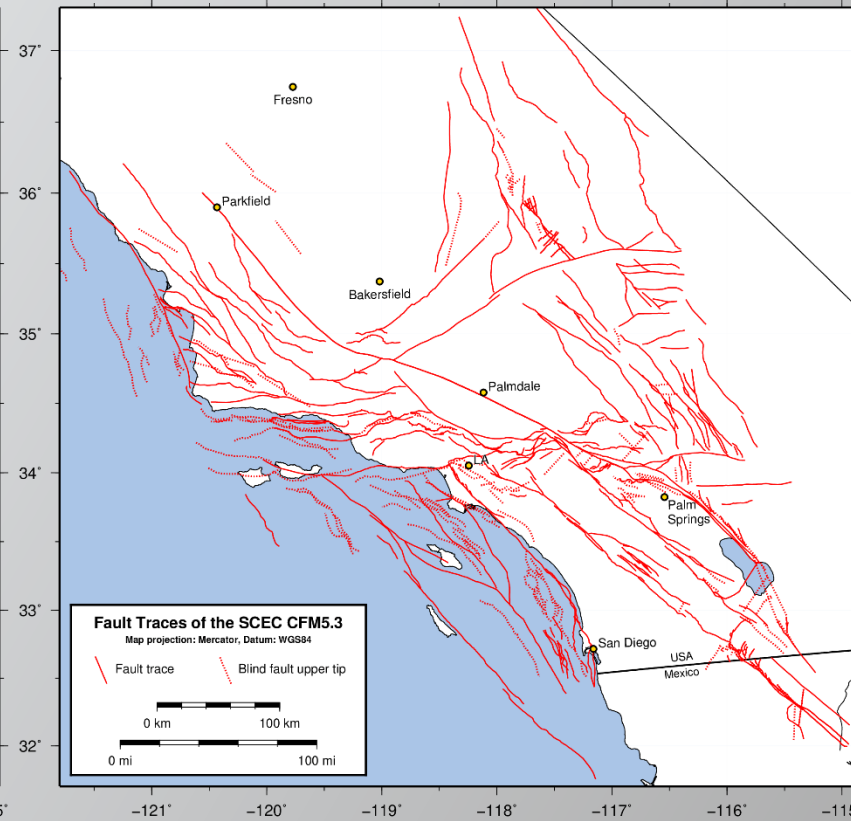 37°
Fresno
36°
Parkfield
Bakersfield
35°
Palmdale
34°
LA
Palm
Springs
33°
Fault Traces of the SCEC CFM5.3
Map projection: Mercator, Datum: WGS84
Fault trace
Blind fault upper tip
0 km
100 km
0 mi
100 mi
San Diego
USA
Mexico
32°
5°
−121°
−120°
−119°
−118°
−117°
−116°
−115